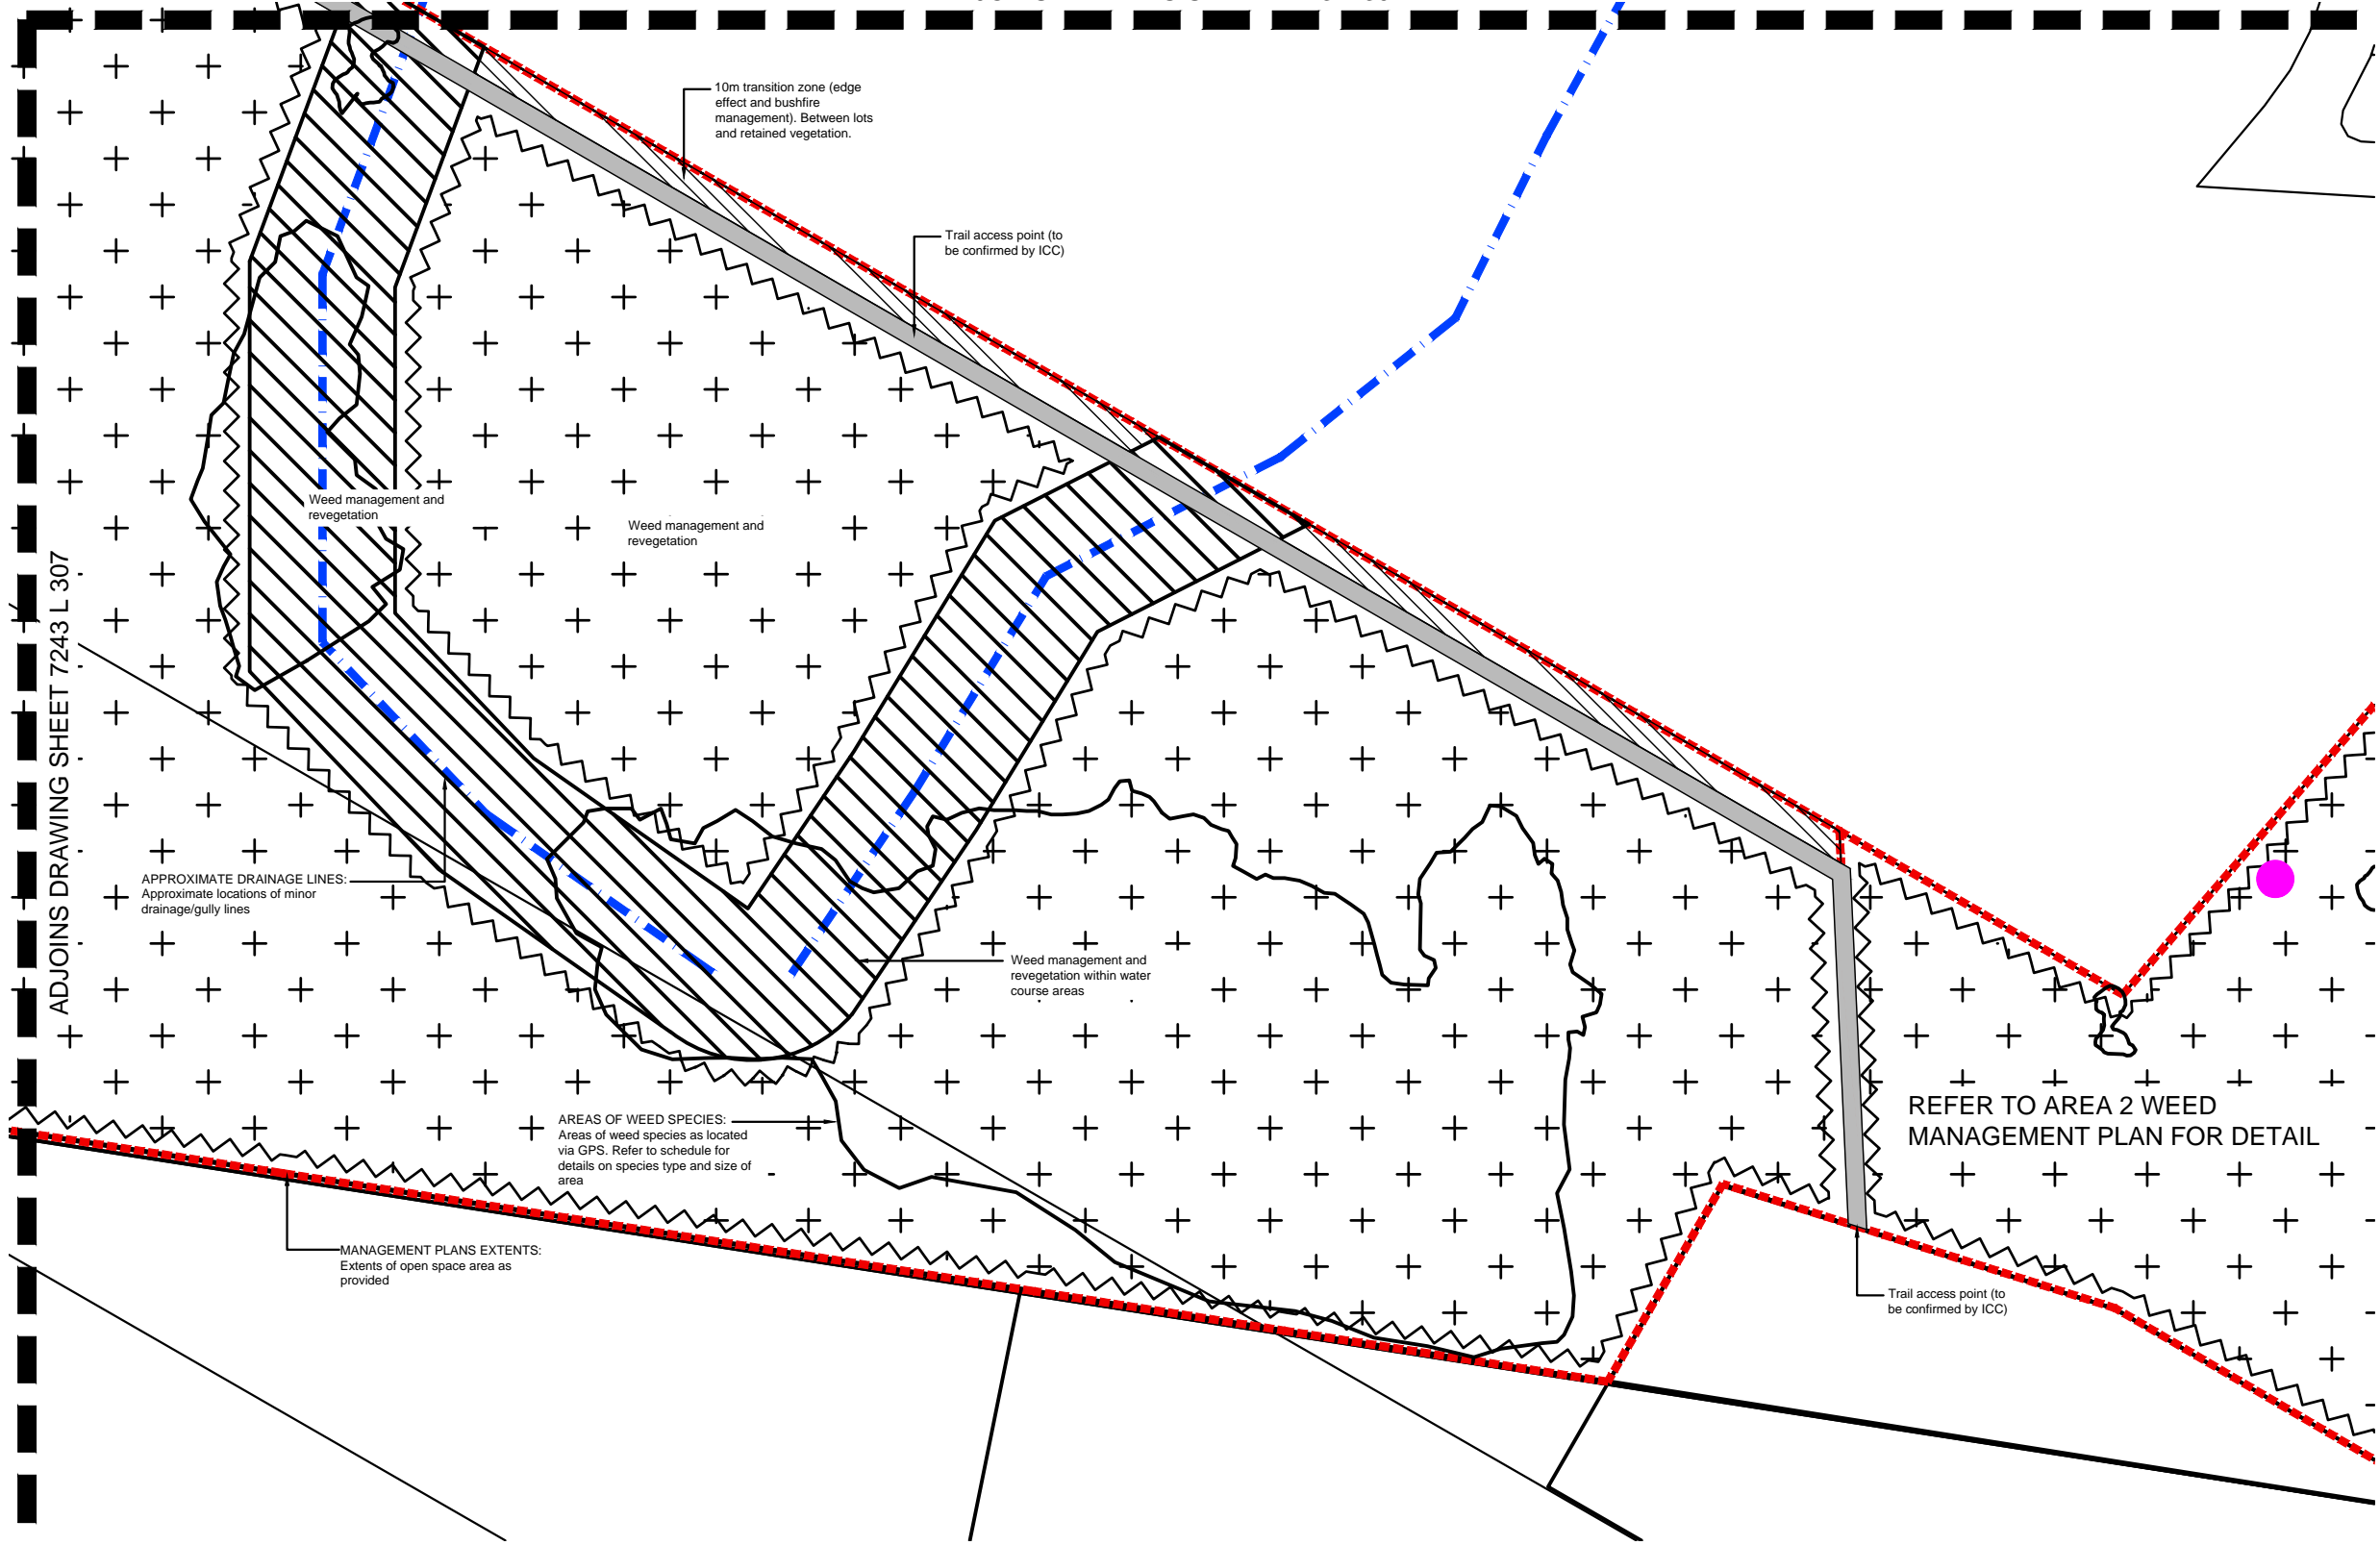 10m transition zone (edge
effect and bushfire
management). Between lots
and retained vegetation.
Trail access point (to
be confirmed by ICC)
Weed management and
revegetation
Weed management and
revegetation
ADJOINS DRAWING SHEET 7243 L 307
APPROXIMATE DRAINAGE LINES:
Approximate locations of minor
drainage/gully lines
Weed management and
revegetation within water
course areas
AREAS OF WEED SPECIES:
Areas of weed species as located
via GPS. Refer to schedule for
details on species type and size of
area
REFER TO AREA 2 WEED
MANAGEMENT PLAN FOR DETAIL
MANAGEMENT PLANS EXTENTS:
Extents of open space area as
provided
Trail access point (to
be confirmed by ICC)